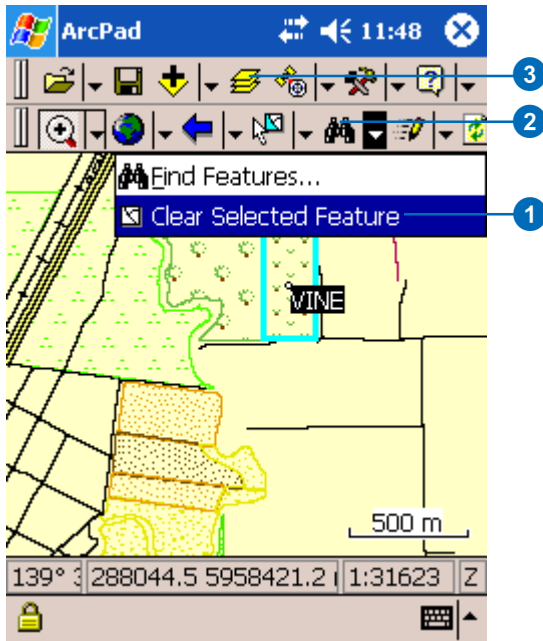 ArcPad 11:48
3
2
Find Features...
Clear Selected Feature
1
VINE
500 m
139° 3 288044.5 5958421.2 1:31623 Z